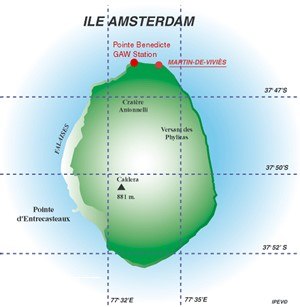 ILE AMSTERDAM
Pointe Benedicte
GAW Station
MARTIN-DE-VIVIÈS
37° 47'S
Cratère
Antonnelli
Versant des
Phylicas
FALAISES
37° 50'S
Caldera
881 m.
Pointe
d'Entrecasteaux
37° 52' S
77° 32'E
77° 35'E
IPEVG